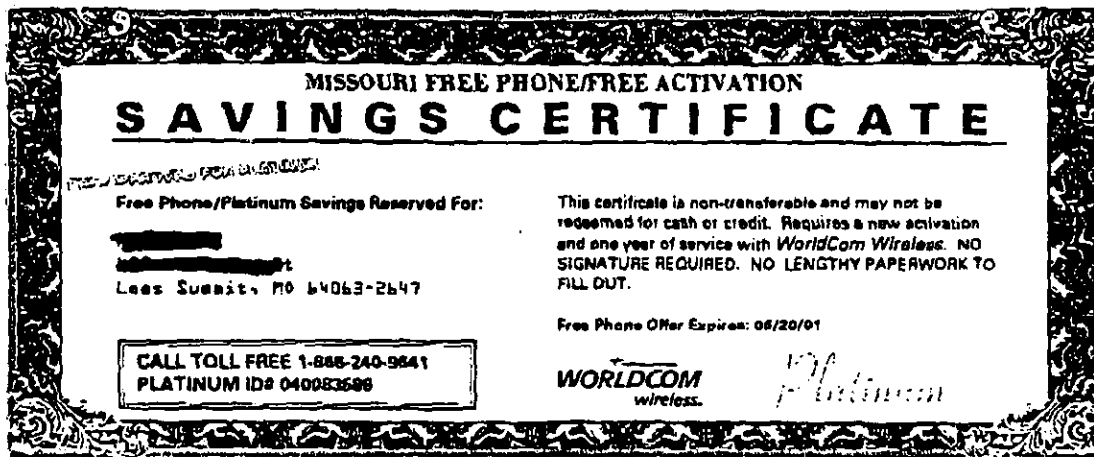 MISSOURI FREE PHONE/FREE ACTIVATION
SAVINGS CERTIFICATE
Free Phone/Platinum Savings Reserved For:
Lees Summit, MO 64063-2647
CALL TOLL FREE 1-866-240-9641
PLATINUM ID# 040083686
This certificate is non-transferable and may not be
redeemed for cash or credit. Requires a new activation
and one year of service with WorldCom Wireless. NO
SIGNATURE REQUIRED. NO LENGTHY PAPERWORK TO
FILL OUT.
Free Phone Offer Expires: 06/20/01
WORLDCOM
wireless.
Platinum